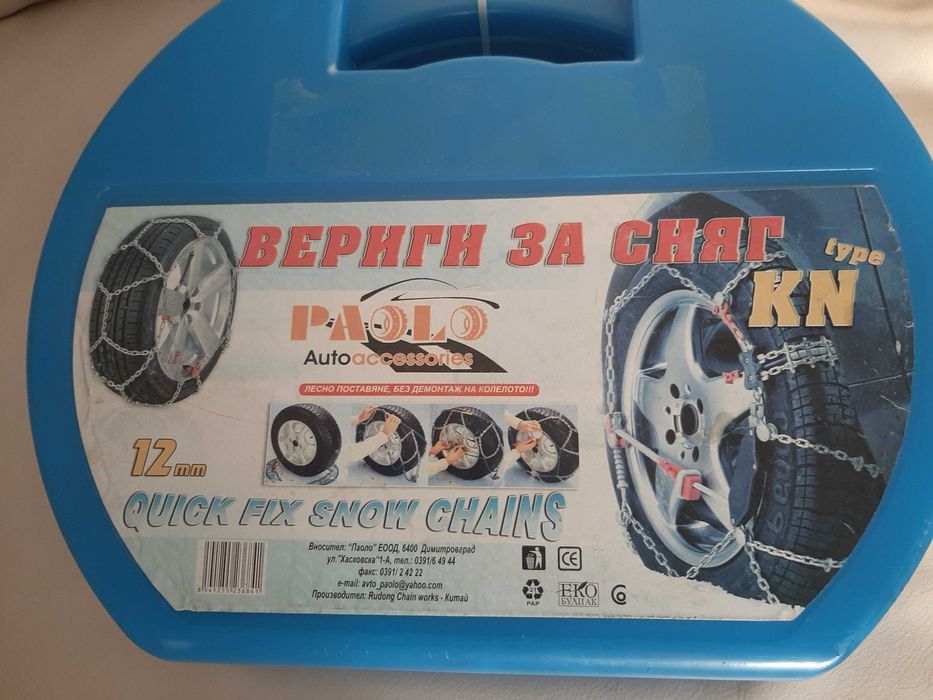 ВЕРИГИ ЗА СНЯГ
type
KN
PAOLO
Autoaccessories
ЛЕСНО ПОСТАВЯНЕ, БЕЗ ДЕМОНТАЖ НА КОЛЕЛОТО!!!
12mm
QUICK FIX SNOW CHAINS
Вносител: "Паоло" ЕООД, 6400 Димитровград
ул."Хасковска"1-А, тел.: 0391/6 49 44
факс: 0391/ 2 42 22
e-mail: avto_paolo@yahoo.com
Производител: Rudong Chain works - Китай
CE
21
PAP
ЕКО
БУЛПАК